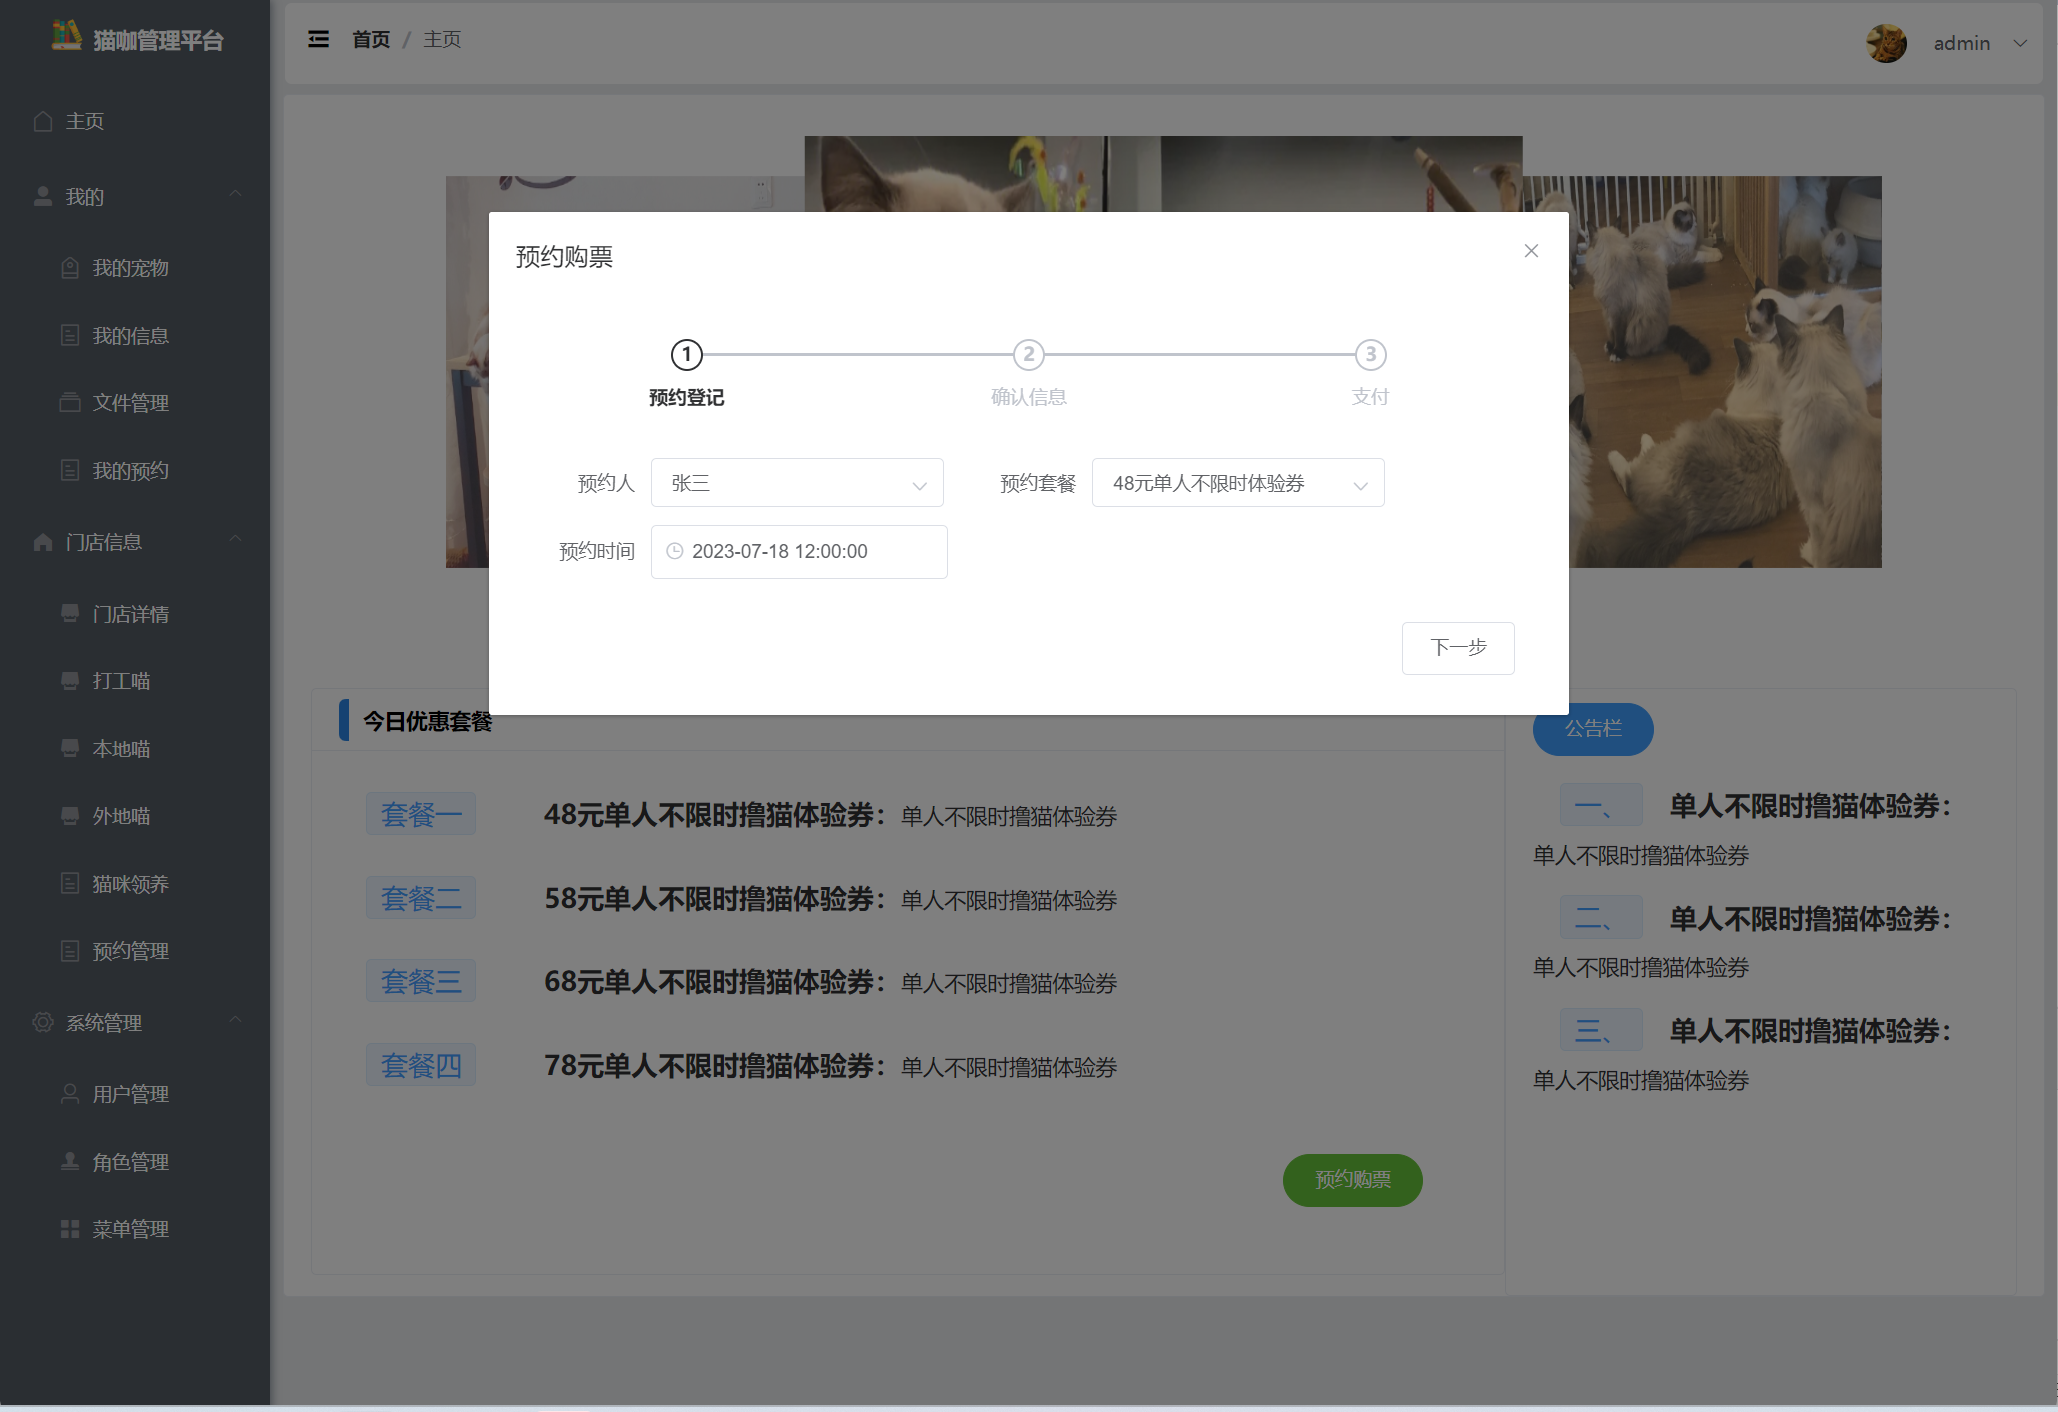 猫咖管理平台
首页 / 主页
admin
主页
我的
我的宠物
我的信息
文件管理
我的预约
门店信息
门店详情
打工喵
本地喵
外地喵
猫咪领养
预约管理
系统管理
用户管理
角色管理
菜单管理
预约购票
1
2
3
预约登记
确认信息
支付
预约人 张三
预约套餐 48元单人不限时体验券
预约时间 2023-07-18 12:00:00
下一步
今日优惠套餐
套餐一 48元单人不限时撸猫体验券：单人不限时撸猫体验券
套餐二 58元单人不限时撸猫体验券：单人不限时撸猫体验券
套餐三 68元单人不限时撸猫体验券：单人不限时撸猫体验券
套餐四 78元单人不限时撸猫体验券：单人不限时撸猫体验券
预约购票
公告栏
一、 单人不限时撸猫体验券：
单人不限时撸猫体验券
二、 单人不限时撸猫体验券：
单人不限时撸猫体验券
三、 单人不限时撸猫体验券：
单人不限时撸猫体验券